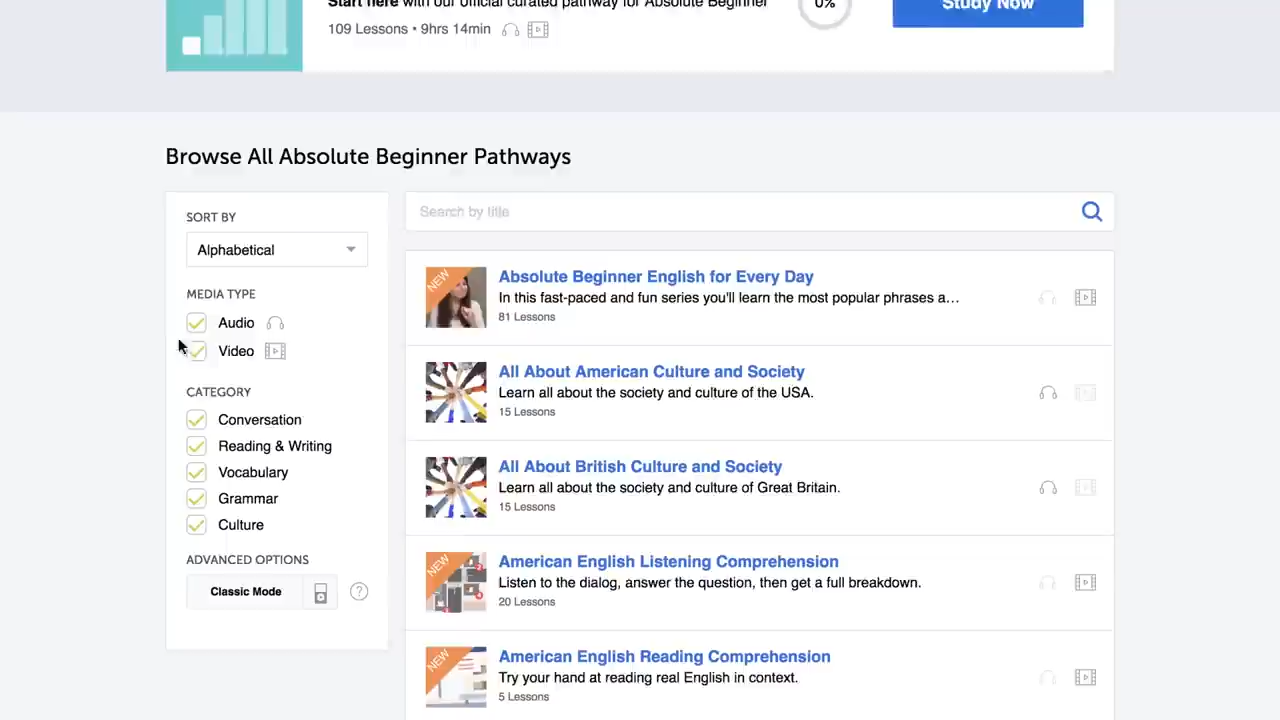 Start here with our official curated pathway for Absolute Beginner
109 Lessons • 9hrs 14min
0%
Study Now
Browse All Absolute Beginner Pathways
SORT BY
Alphabetical
MEDIA TYPE
Audio
Video
CATEGORY
Conversation
Reading & Writing
Vocabulary
Grammar
Culture
ADVANCED OPTIONS
Classic Mode
?
Search by title
NEW
Absolute Beginner English for Every Day
In this fast-paced and fun series you'll learn the most popular phrases a…
81 Lessons
All About American Culture and Society
Learn all about the society and culture of the USA.
15 Lessons
All About British Culture and Society
Learn all about the society and culture of Great Britain.
15 Lessons
NEW
American English Listening Comprehension
Listen to the dialog, answer the question, then get a full breakdown.
20 Lessons
NEW
American English Reading Comprehension
Try your hand at reading real English in context.
5 Lessons